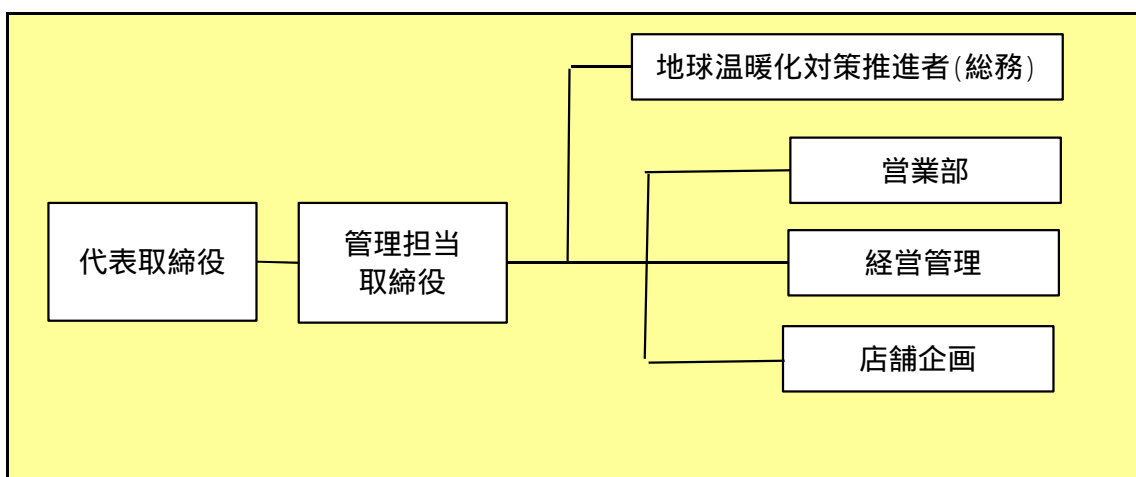 地球温暖化対策推進者(総務)
営業部
代表取締役
管理担当
取締役
経営管理
店舗企画